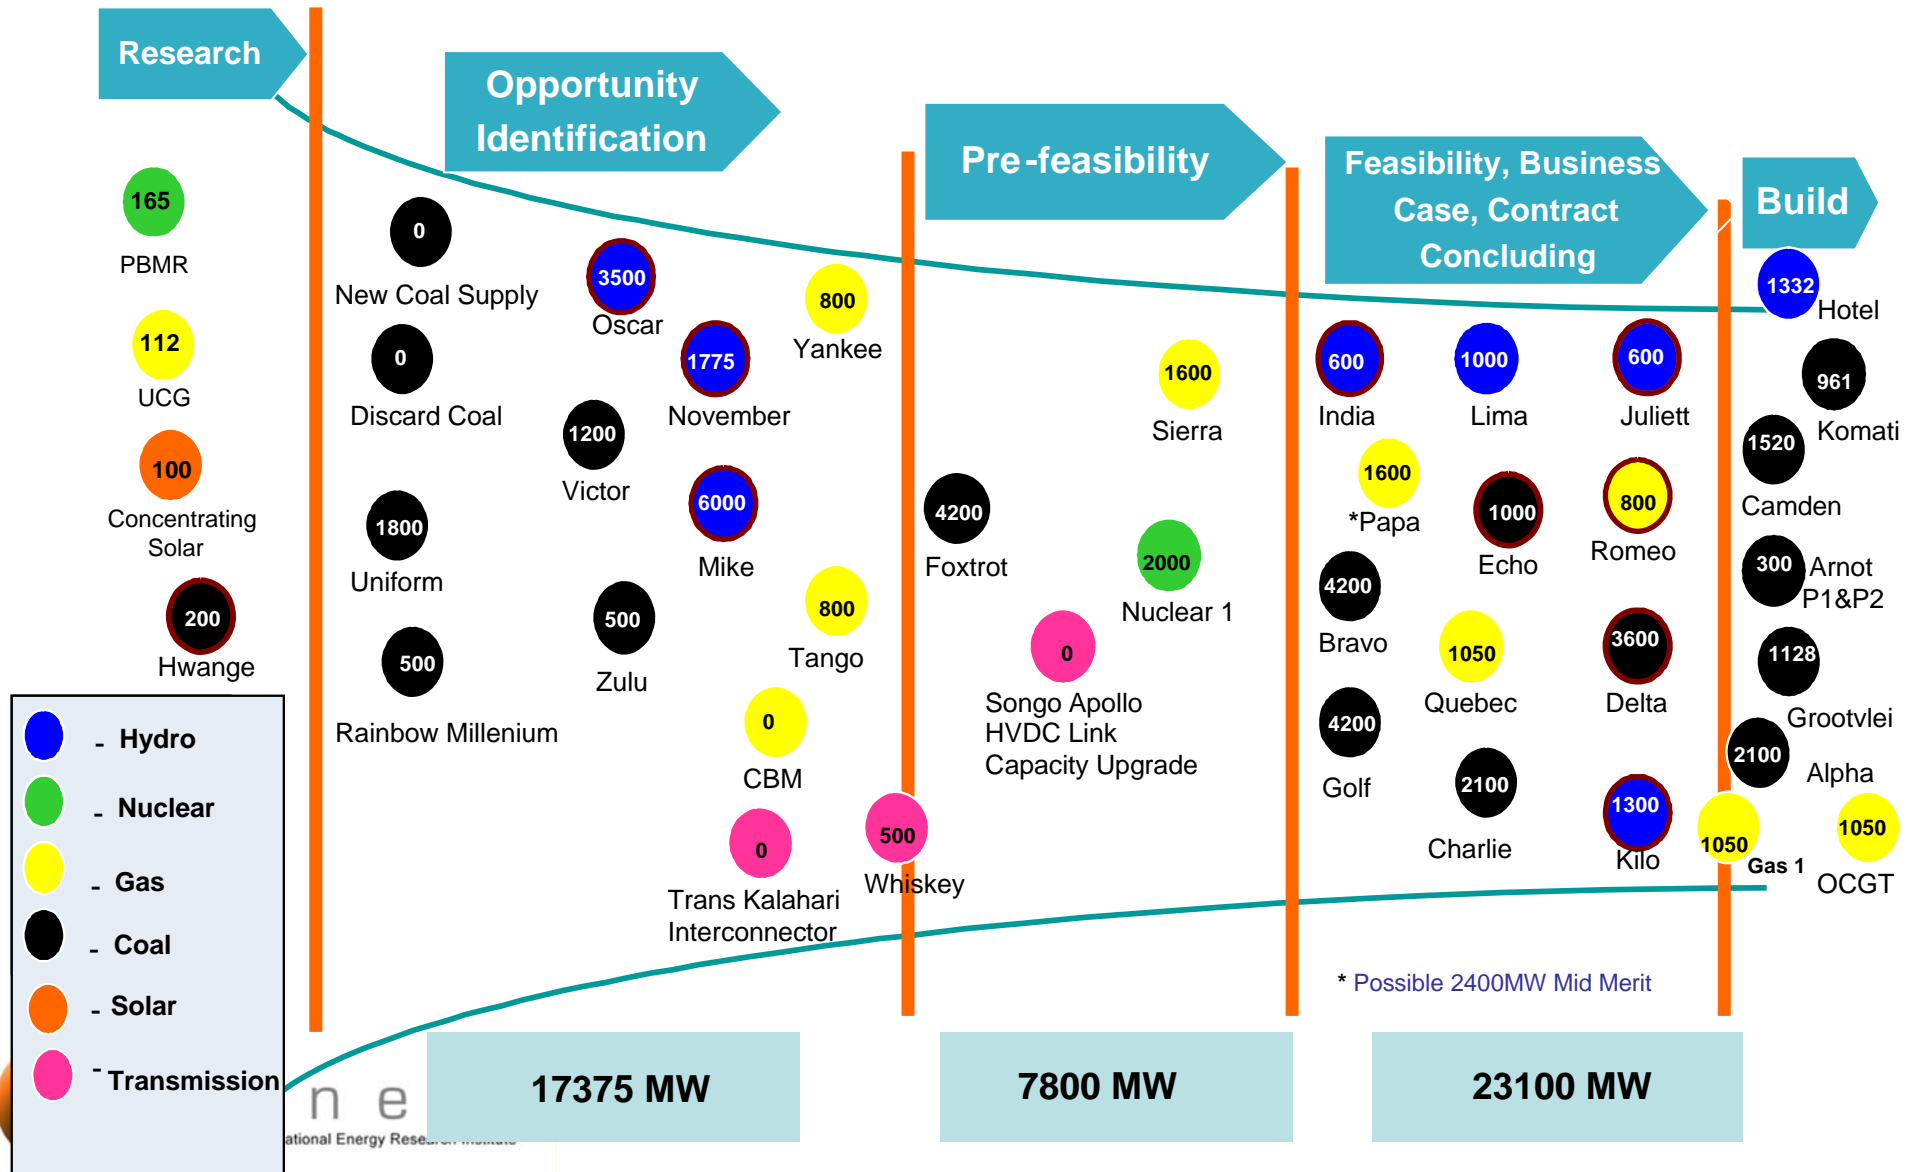 Research
Opportunity
Identification
Pre-feasibility
Feasibility, Business
Case, Contract
Concluding
Build
165
PBMR
112
UCG
100
Concentrating
Solar
200
Hwange
0
New Coal Supply
0
Discard Coal
1800
Uniform
500
Rainbow Millenium
3500
Oscar
1775
November
1200
Victor
6000
Mike
500
Zulu
800
Yankee
800
Tango
0
CBM
0
Trans Kalahari
Interconnector
500
Whiskey
1600
Sierra
4200
Foxtrot
2000
Nuclear 1
0
Songo Apollo
HVDC Link
Capacity Upgrade
600
India
1000
Lima
600
Juliett
1600
*Papa
1000
Echo
800
Romeo
4200
Bravo
1050
Quebec
3600
Delta
4200
Golf
2100
Charlie
1300
Kilo
1332
Hotel
961
Komati
1520
Camden
300
Arnot
P1&P2
1128
Grootvlei
2100
Alpha
1050
Gas 1
1050
OCGT
* Possible 2400MW Mid Merit
- Hydro
- Nuclear
- Gas
- Coal
- Solar
- Transmission
17375 MW
7800 MW
23100 MW
n e
ational Energy Research Institute